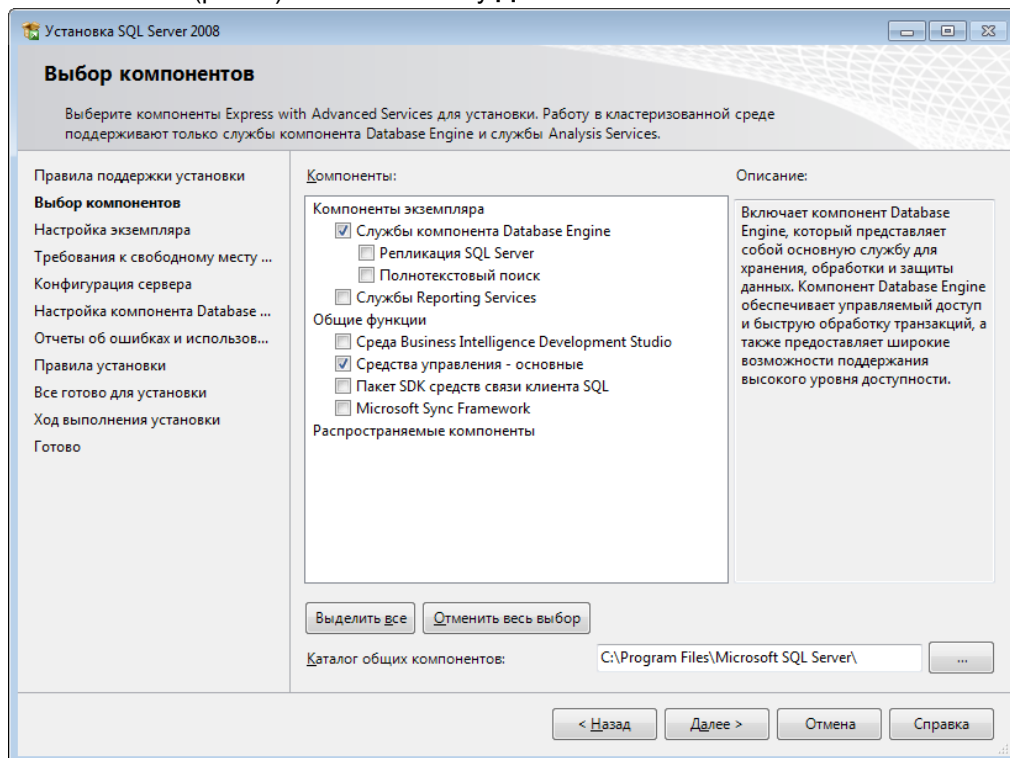 Установка SQL Server 2008
Выбор компонентов
Выберите компоненты Express with Advanced Services для установки. Работу в кластеризованной среде
поддерживают только службы компонента Database Engine и службы Analysis Services.
Правила поддержки установки
Выбор компонентов
Настройка экземпляра
Требования к свободному месту ...
Конфигурация сервера
Настройка компонента Database ...
Отчеты об ошибках и использов...
Правила установки
Все готово для установки
Ход выполнения установки
Готово
Компоненты:
Компоненты экземпляра
Службы компонента Database Engine
Репликация SQL Server
Полнотекстовый поиск
Службы Reporting Services
Общие функции
Среда Business Intelligence Development Studio
Средства управления - основные
Пакет SDK средств связи клиента SQL
Microsoft Sync Framework
Распространяемые компоненты
Описание:
Включает компонент Database
Engine, который представляет
собой основную службу для
хранения, обработки и защиты
данных. Компонент Database Engine
обеспечивает управляемый доступ
и быструю обработку транзакций, а
также предоставляет широкие
возможности поддержания
высокого уровня доступности.
Выделить все
Отменить весь выбор
Каталог общих компонентов:
C:\Program Files\Microsoft SQL Server\
...
< Назад
Далее >
Отмена
Справка